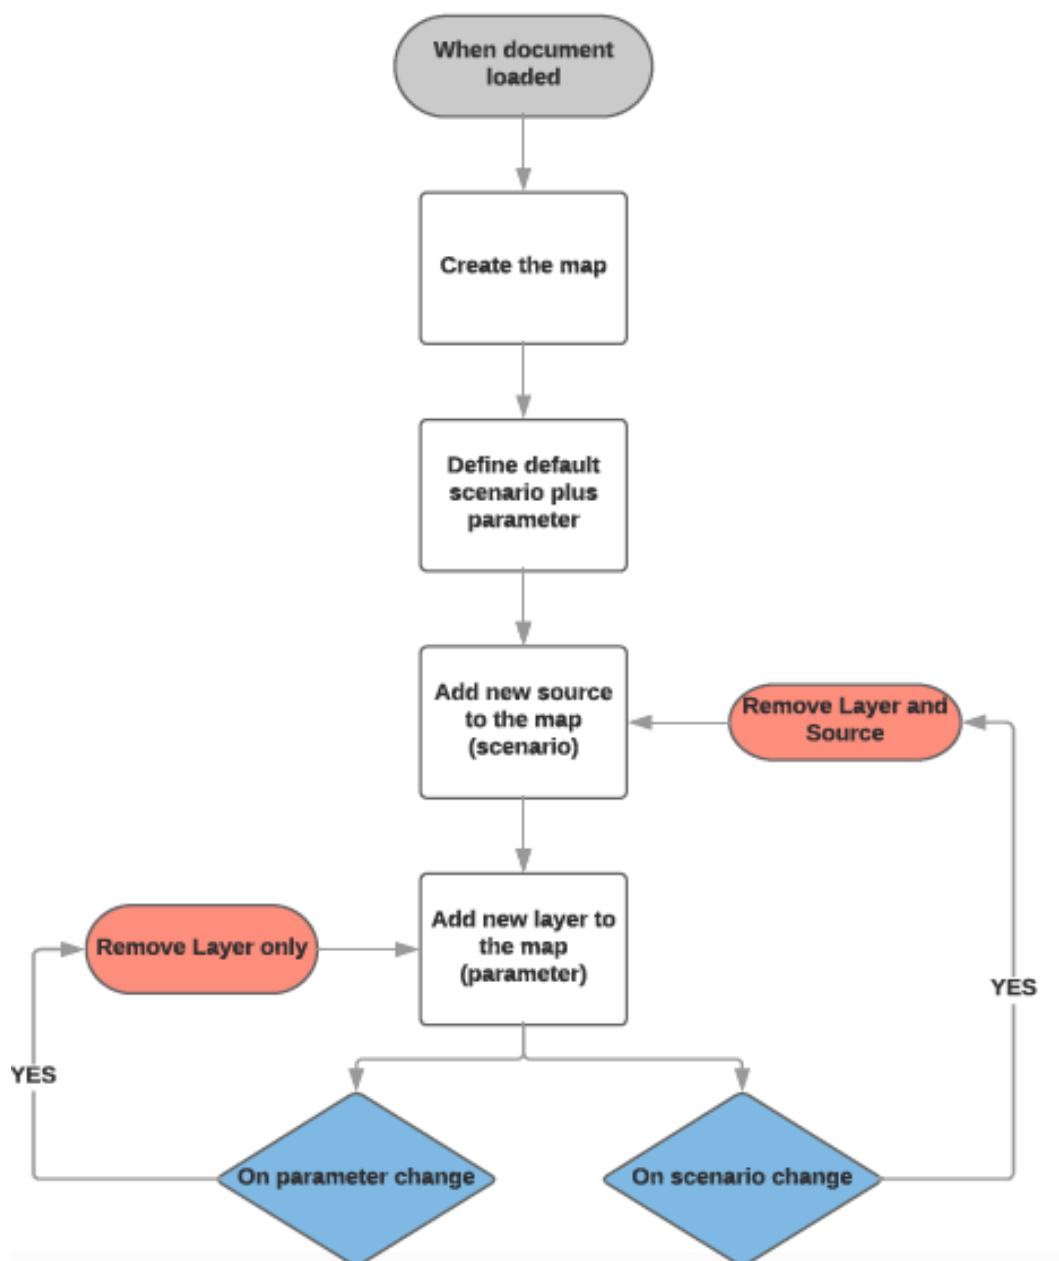 When document
loaded
Create the map
Define default
scenario plus
parameter
Add new source
to the map
(scenario)
Remove Layer and
Source
Add new layer to
the map
(parameter)
Remove Layer only
YES
YES
On parameter change
On scenario change